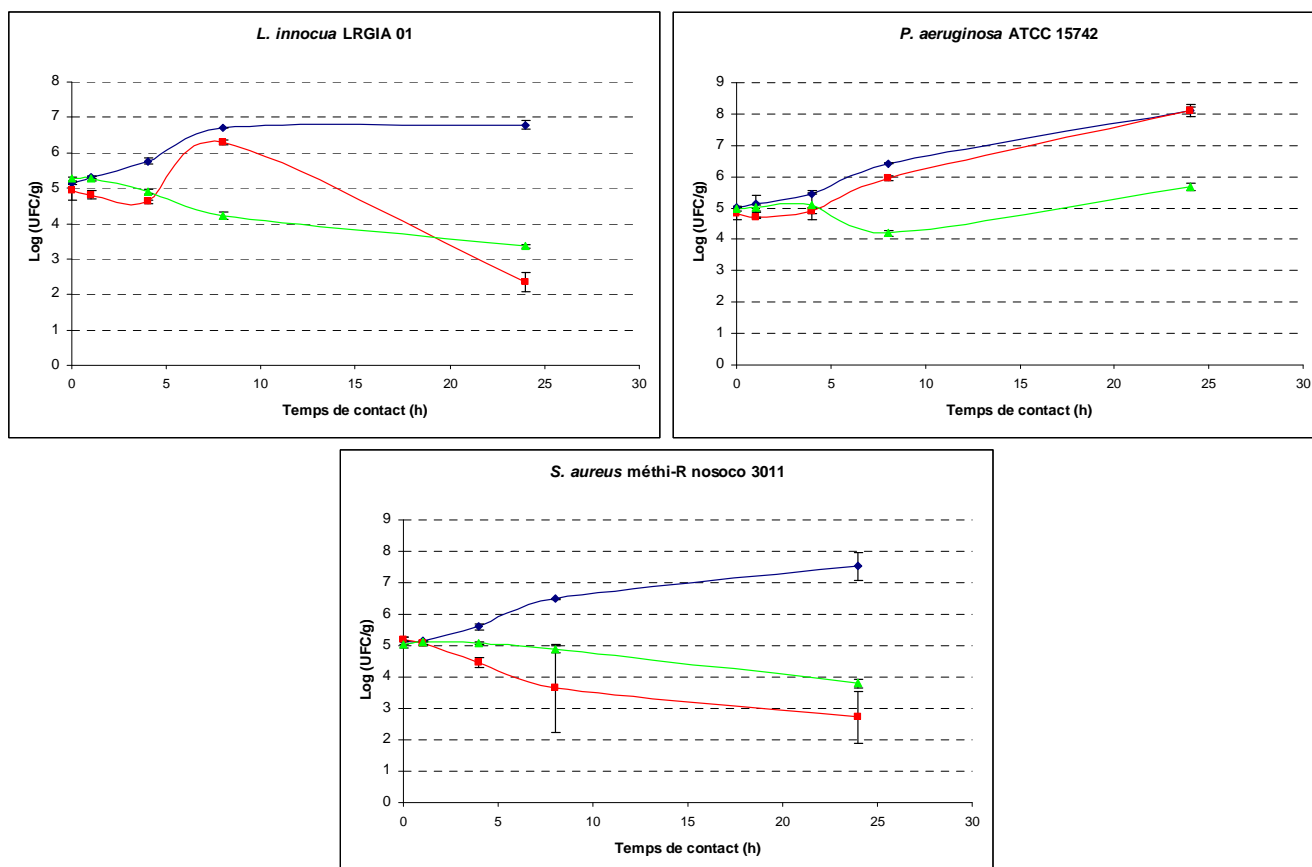 L. innocua LRGIA 01
8
7
6
5
4
3
2
1
0
Log (UFC/g)
0 5 10 15 20 25 30
Temps de contact (h)
P. aeruginosa ATCC 15742
9
8
7
6
5
4
3
2
1
0
Log (UFC/g)
0 5 10 15 20 25 30
Temps de contact (h)
S. aureus méthi-R nosoco 3011
9
8
7
6
5
4
3
2
1
0
Log (UFC/g)
0 5 10 15 20 25 30
Temps de contact (h)